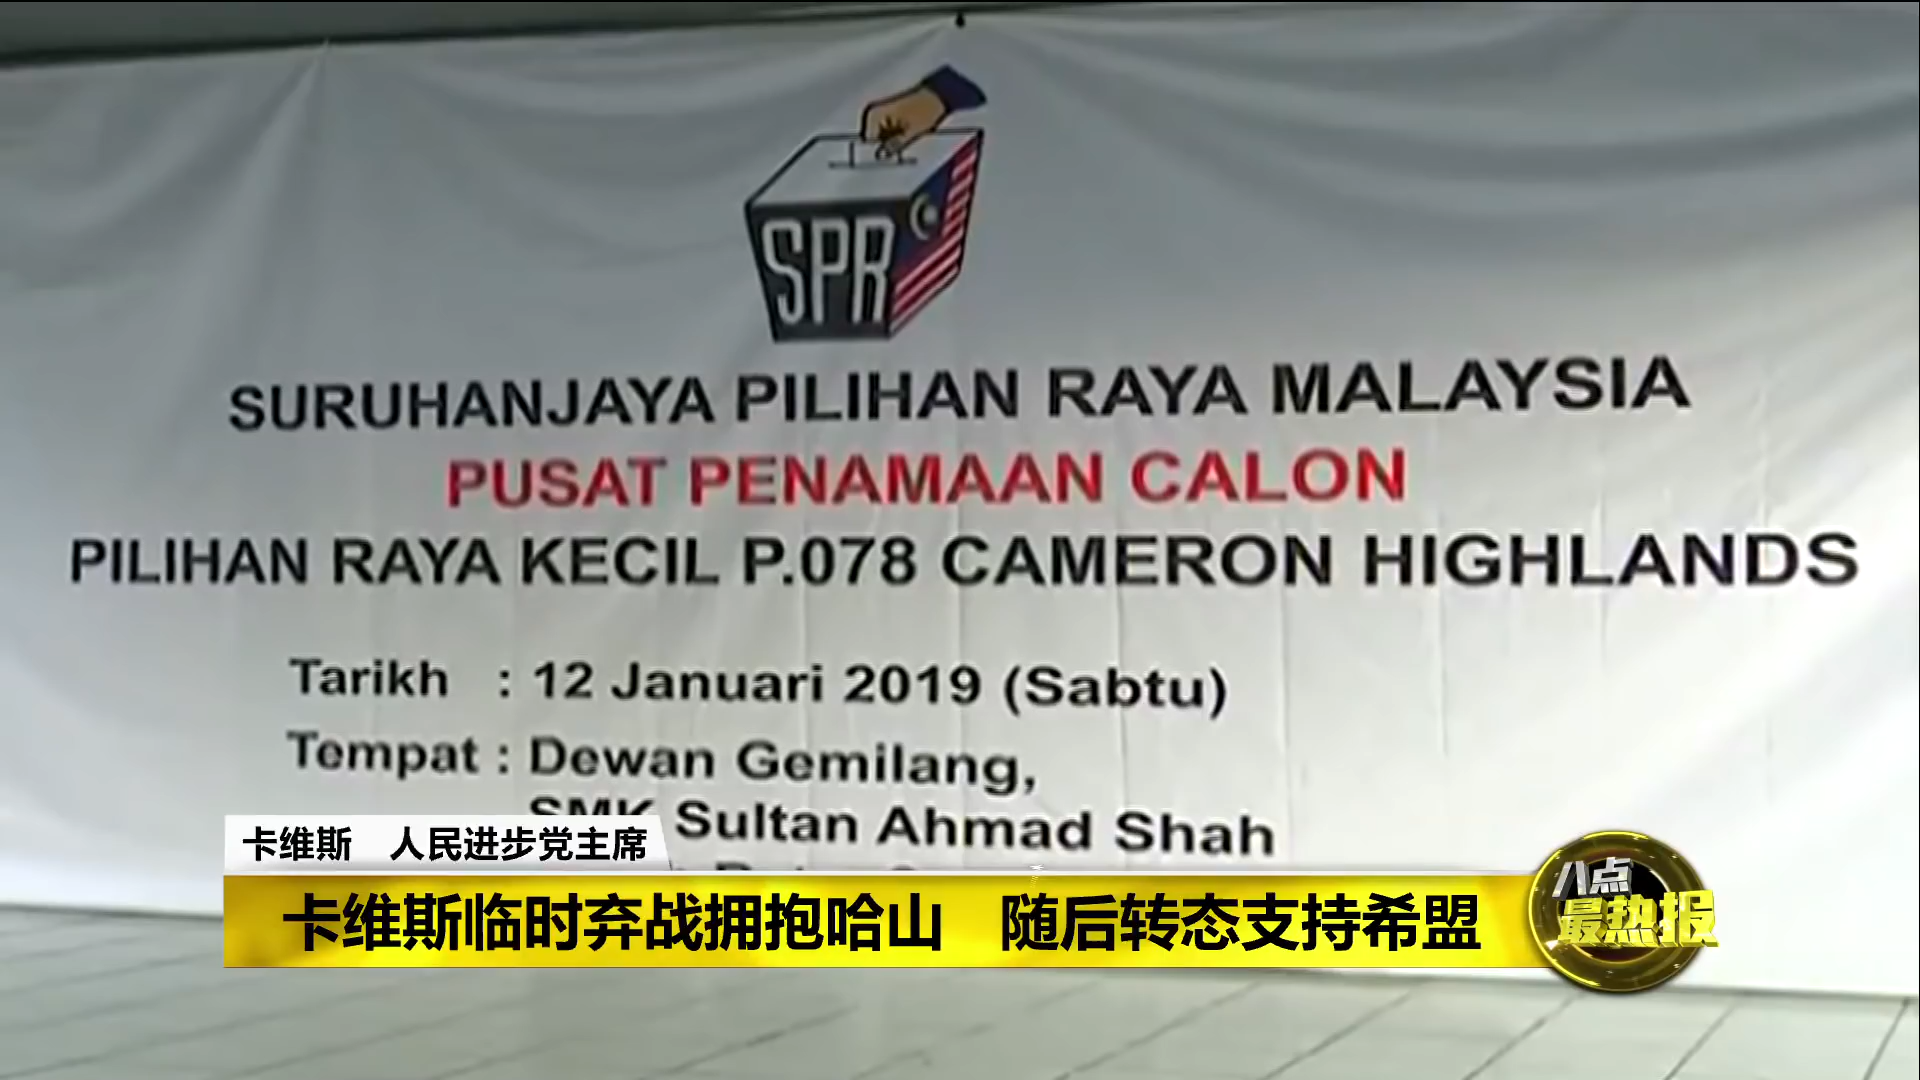 SPR
SURUHANJAYA PILIHAN RAYA MALAYSIA
PUSAT PENAMAAN CALON
PILIHAN RAYA KECIL P.078 CAMERON HIGHLANDS
Tarikh : 12 Januari 2019 (Sabtu)
Tempat : Dewan Gemilang,
SMK Sultan Ahmad Shah
卡维斯 人民进步党主席
卡维斯临时弃战拥抱哈山 随后转态支持希盟
八点
最热报